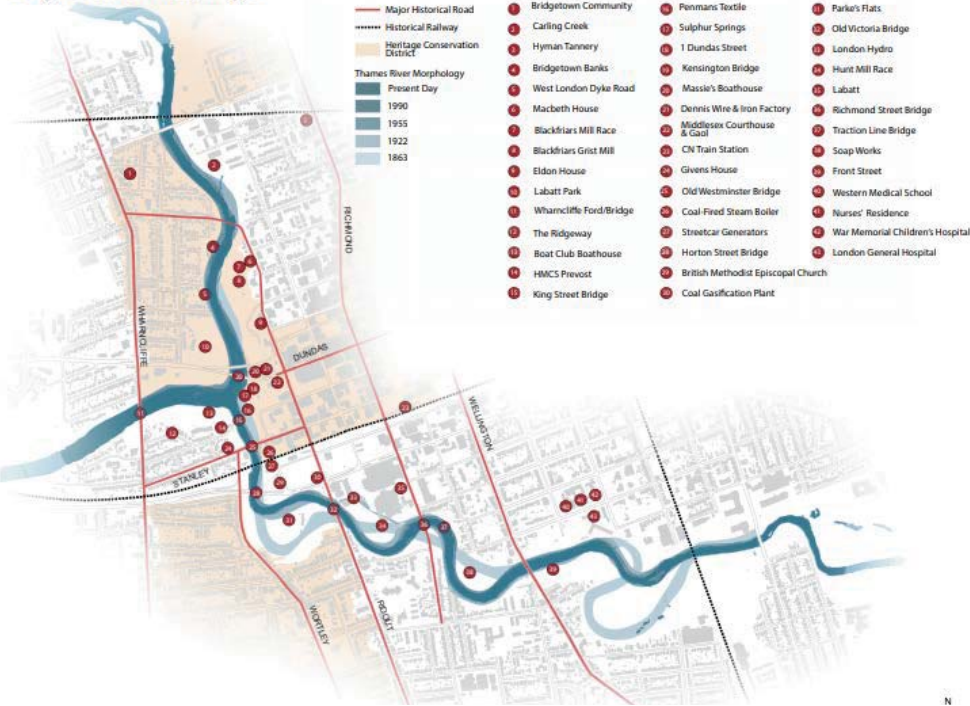 Major Historical Road
Historical Railway
Heritage Conservation
District
Thames River Morphology
Present Day
1990
1955
1922
1863
1 Bridgetown Community
2 Carling Creek
3 Hyman Tannery
4 Bridgetown Banks
5 West London Dyke Road
6 Macbeth House
7 Blackfriars Mill Race
8 Blackfriars Grist Mill
9 Eldon House
10 Labatt Park
11 Wharncliffe Ford/Bridge
12 The Ridgeway
13 Boat Club Boathouse
14 HMCS Prevost
15 King Street Bridge
16 Penmans Textile
17 Sulphur Springs
18 1 Dundas Street
19 Kensington Bridge
20 Massie's Boathouse
21 Dennis Wire & Iron Factory
22 Middlesex Courthouse
& Gaol
23 CN Train Station
24 Givens House
25 Old Westminster Bridge
26 Coal-Fired Steam Boiler
27 Streetcar Generators
28 Horton Street Bridge
29 British Methodist Episcopal Church
30 Coal Gasification Plant
31 Parke's Flats
32 Old Victoria Bridge
33 London Hydro
34 Hunt Mill Race
35 Labatt
36 Richmond Street Bridge
37 Traction Line Bridge
38 Soap Works
39 Front Street
40 Western Medical School
41 Nurses' Residence
42 War Memorial Children's Hospital
43 London General Hospital
RICHMOND
WHARNCLIFFE
DUNDAS
WELLINGTON
STANLEY
WORTLEY
RIDOUT
N